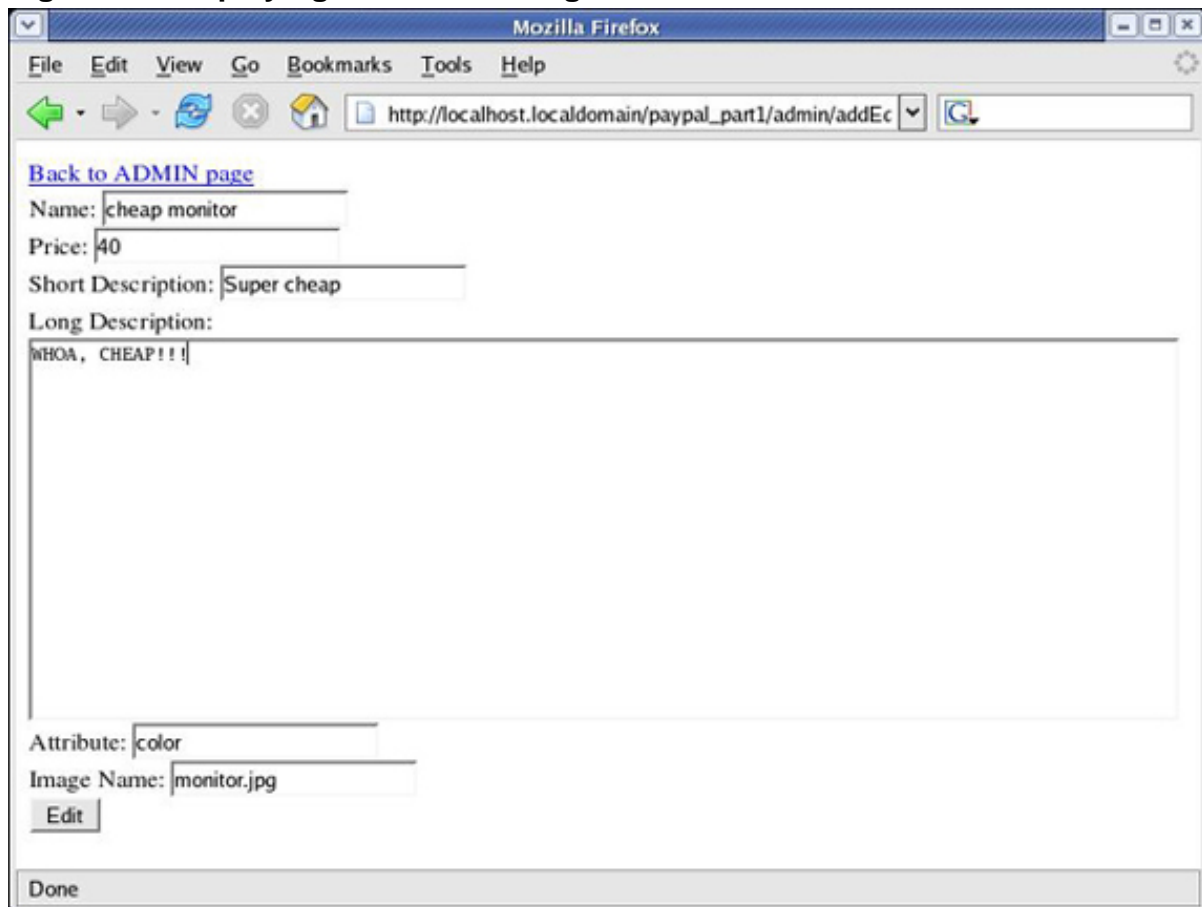 Mozilla Firefox
File Edit View Go Bookmarks Tools Help
http://localhost.localdomain/paypal_part1/admin/addEc
Back to ADMIN page
Name: cheap monitor
Price: 40
Short Description: Super cheap
Long Description:
WHOA, CHEAP!!!
Attribute: color
Image Name: monitor.jpg
Edit
Done